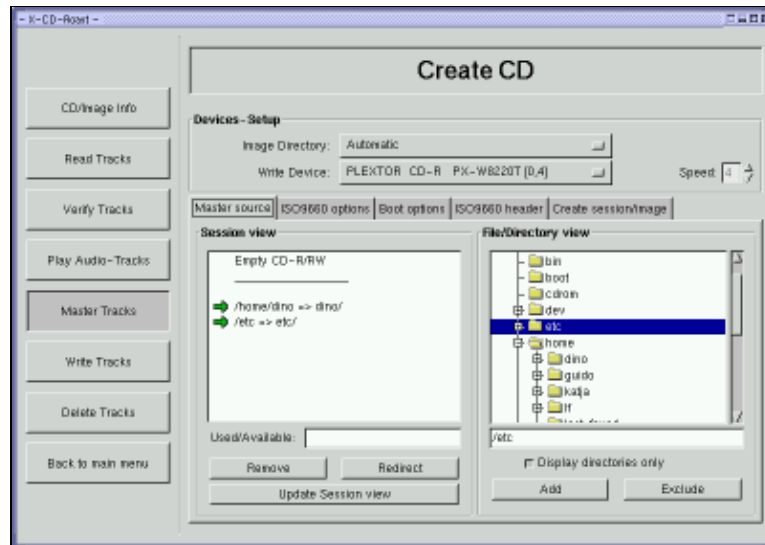 - X-CD-Roast -
Create CD
CD/Image Info
Read Tracks
Verify Tracks
Play Audio-Tracks
Master Tracks
Write Tracks
Delete Tracks
Back to main menu
Devices-Setup
Image Directory: Automatic
Write Device: PLEXTOR CD-R PX-W8220T [0,4] Speed: 4
Master source ISO9660 options Boot options ISO9660 header Create session/image
Session view
Empty CD-R/RW
/home/dino => dino/
/etc => etc/
Used/Available:
Remove Redirect
Update Session view
File/Directory view
bin
boot
cdrom
dev
etc
home
dino
guido
katja
lf
/etc
Display directories only
Add Exclude